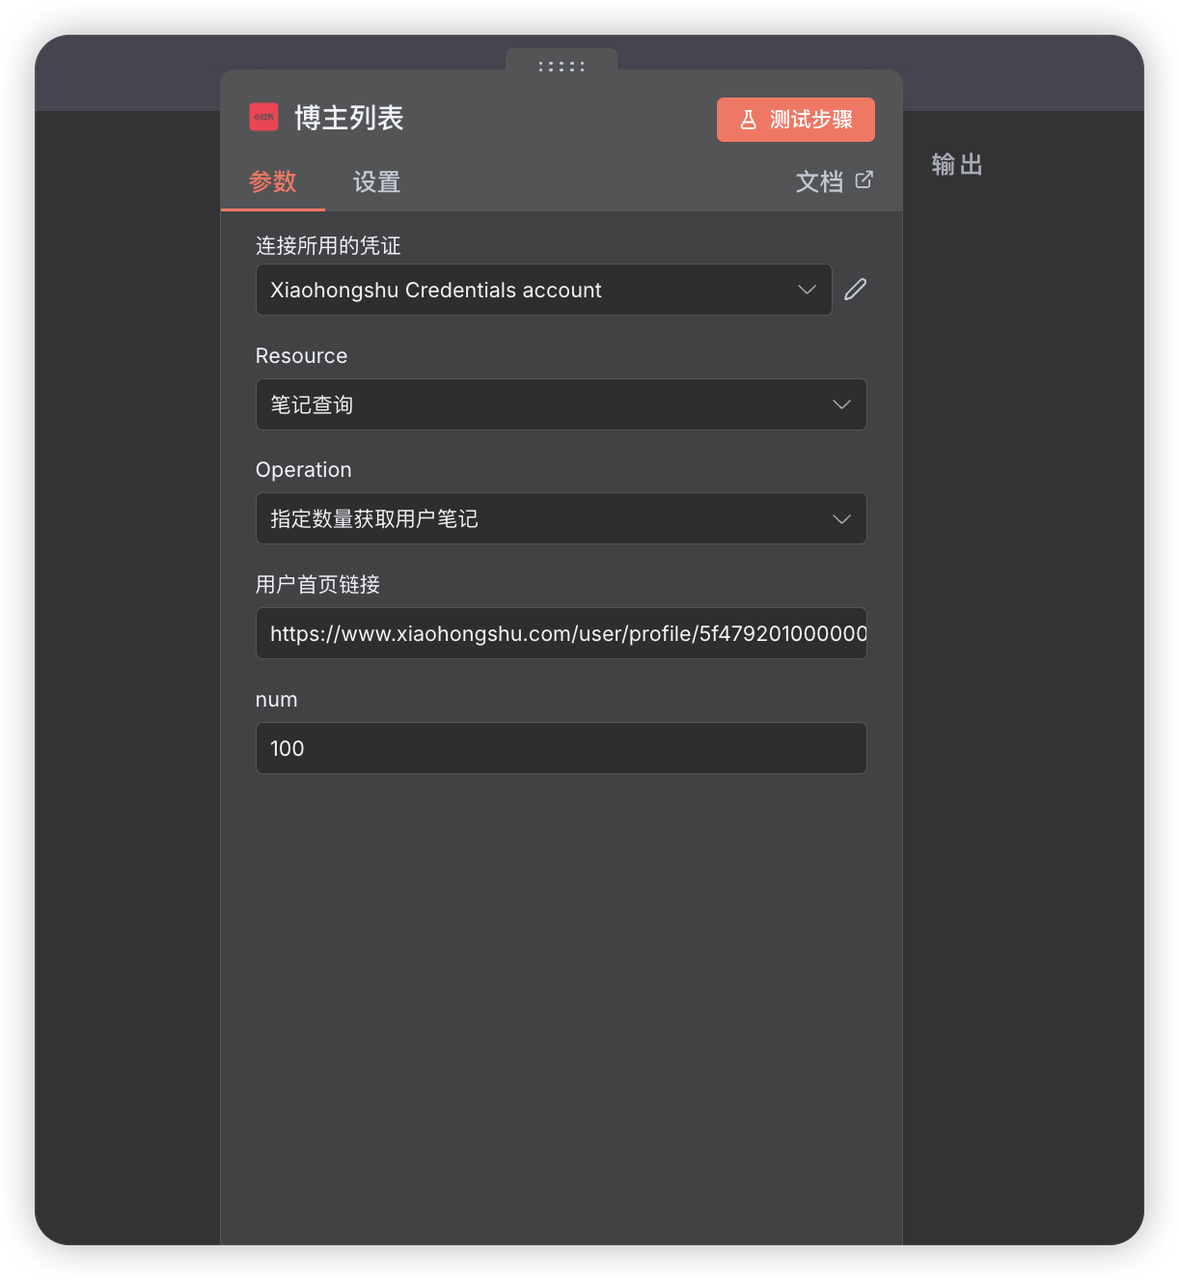 小红书
博主列表
测试步骤
参数
设置
文档
输出
连接所用的凭证
Xiaohongshu Credentials account
Resource
笔记查询
Operation
指定数量获取用户笔记
用户首页链接
https://www.xiaohongshu.com/user/profile/5f479201000000
num
100